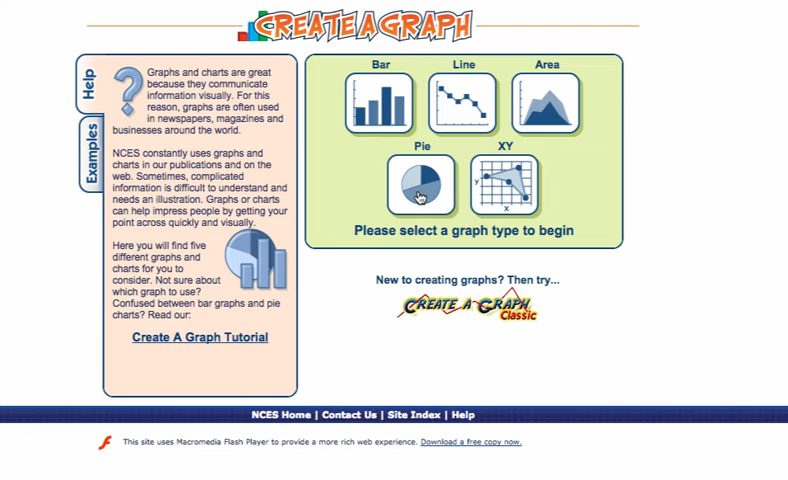 CREATE A GRAPH
Help
Examples
Graphs and charts are great
because they communicate
information visually. For this
reason, graphs are often used
in newspapers, magazines and
businesses around the world.
NCES constantly uses graphs and
charts in our publications and on the
web. Sometimes, complicated
information is difficult to understand and
needs an illustration. Graphs or charts
can help impress people by getting your
point across quickly and visually.
Here you will find five
different graphs and
charts for you to
consider. Not sure about
which graph to use?
Confused between bar graphs and pie
charts? Read our:
Create A Graph Tutorial
Bar
Line
Area
Pie
XY
y
x
Please select a graph type to begin
New to creating graphs? Then try...
CREATE A GRAPH
Classic
NCES Home | Contact Us | Site Index | Help
This site uses Macromedia Flash Player to provide a more rich web experience. Download a free copy now.